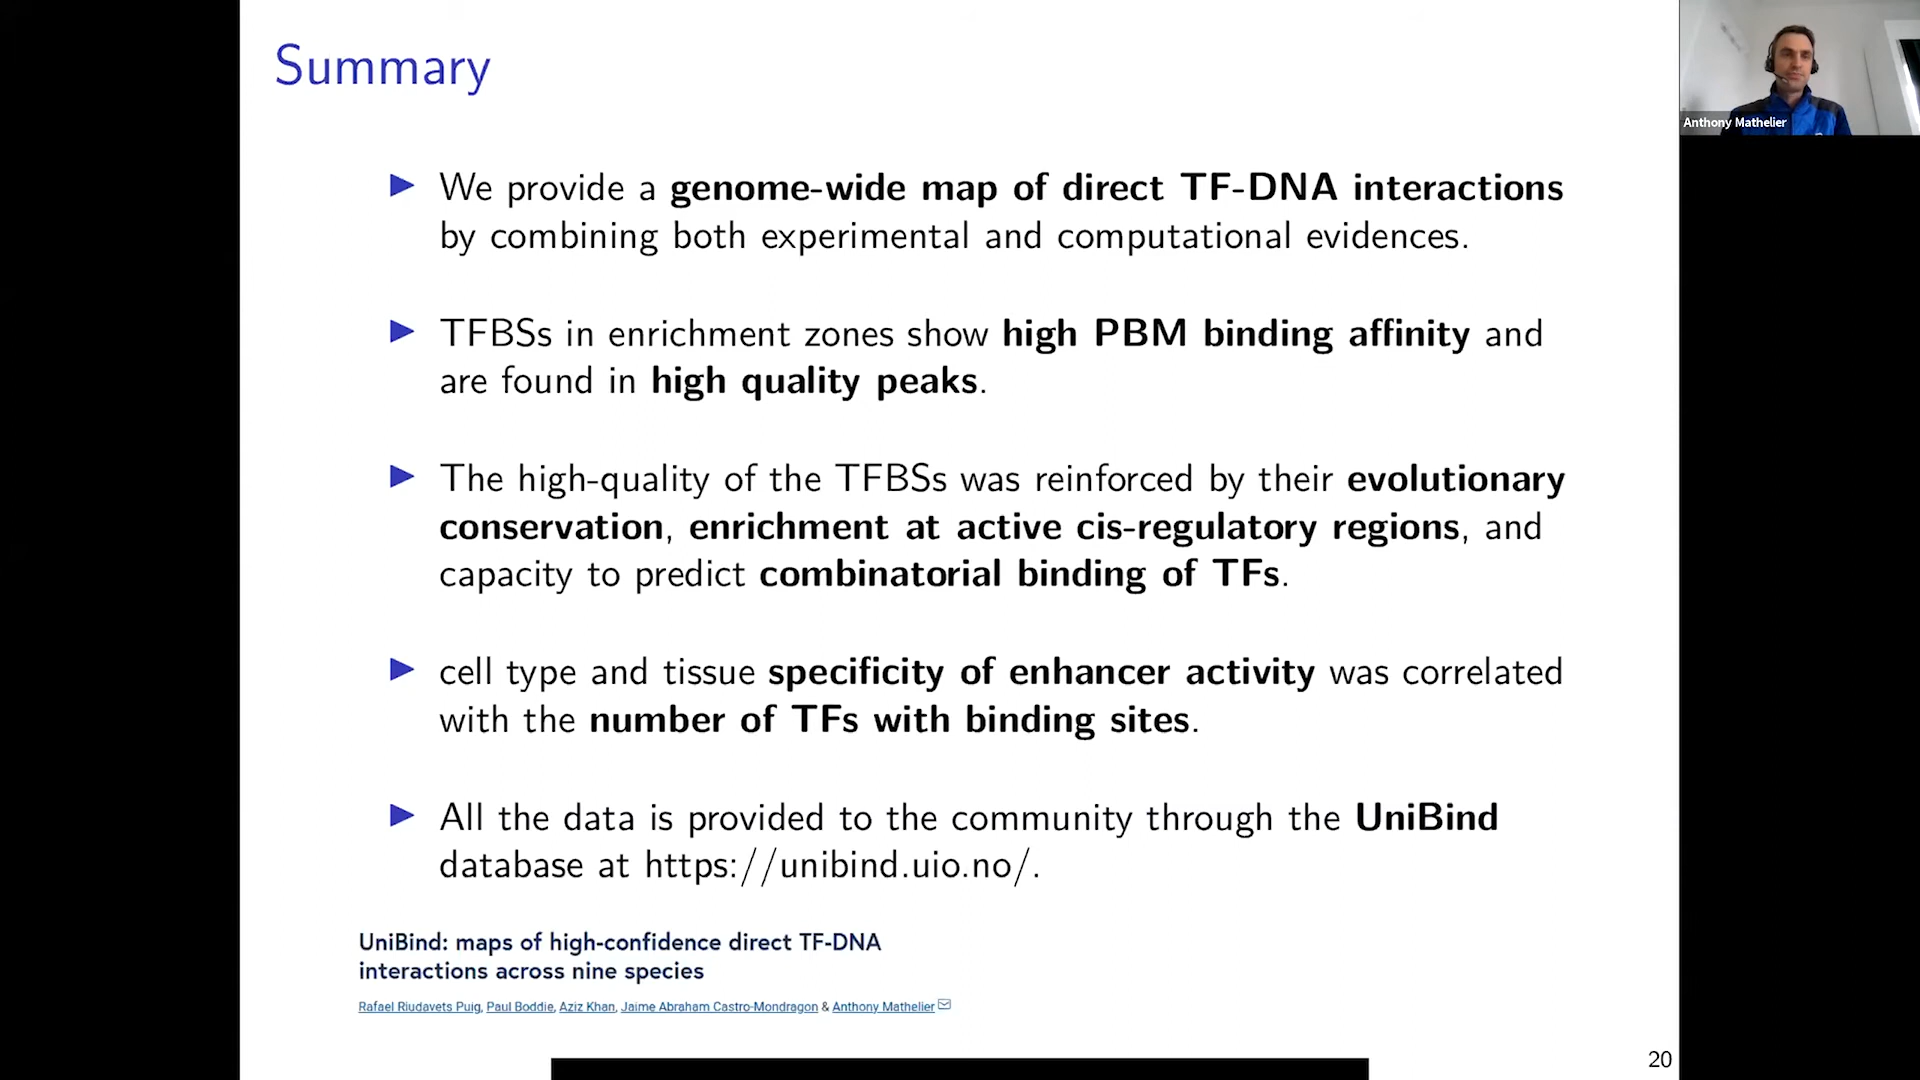 Summary
We provide a genome-wide map of direct TF-DNA interactions
by combining both experimental and computational evidences.
TFBSs in enrichment zones show high PBM binding affinity and
are found in high quality peaks.
The high-quality of the TFBSs was reinforced by their evolutionary
conservation, enrichment at active cis-regulatory regions, and
capacity to predict combinatorial binding of TFs.
cell type and tissue specificity of enhancer activity was correlated
with the number of TFs with binding sites.
All the data is provided to the community through the UniBind
database at https://unibind.uio.no/.
UniBind: maps of high-confidence direct TF-DNA
interactions across nine species
Rafael Riudavets Puig, Paul Boddie, Aziz Khan, Jaime Abraham Castro-Mondragon & Anthony Mathelier
20
Anthony Mathelier